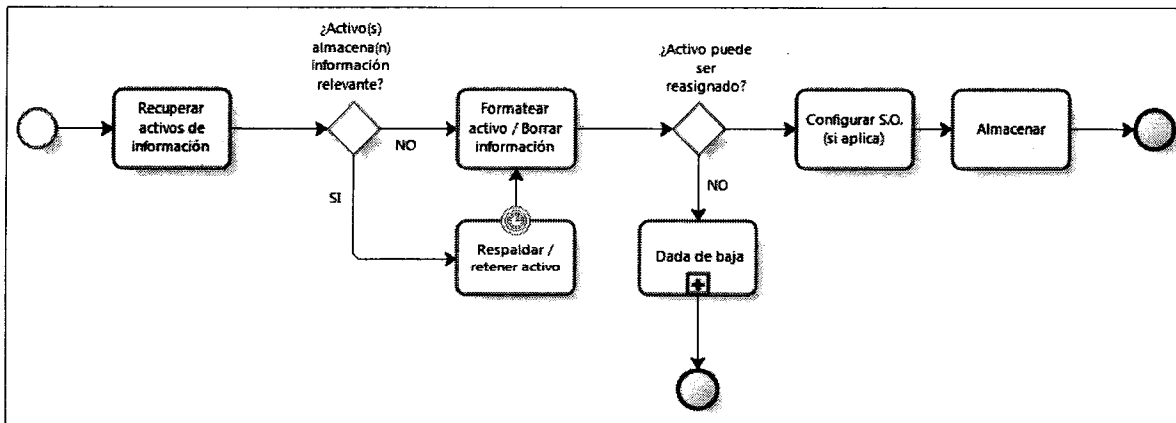 Recuperar
activos de
información
¿Activo(s)
almacena(n)
información
relevante?
NO
SI
Formatear
activo / Borrar
información
Respaldar /
retener activo
¿Activo puede
ser
reasignado?
NO
Dada de baja
Configurar S.O.
(si aplica)
Almacenar